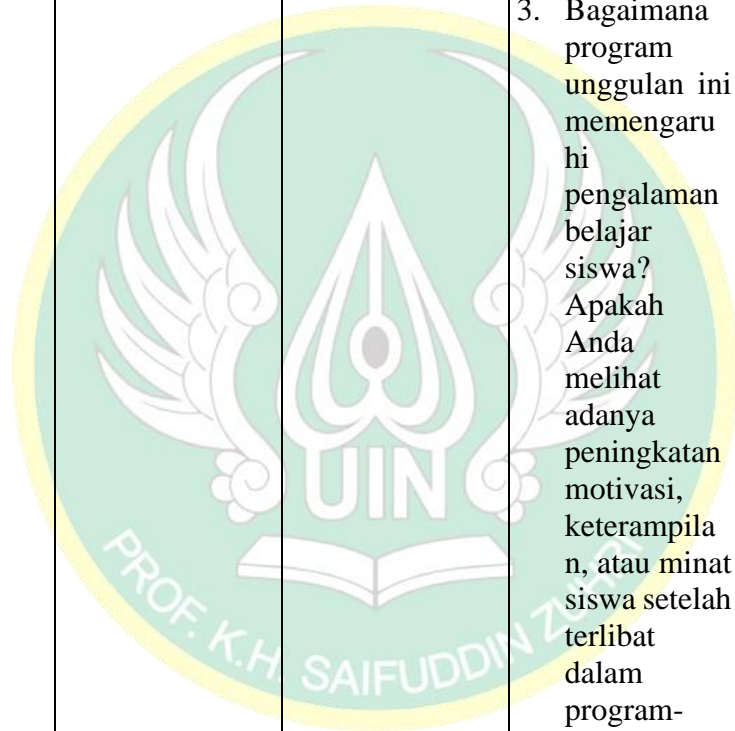 3. Bagaimana
program
unggulan ini
memengaru
hi
pengalaman
belajar
siswa?
Apakah
Anda
melihat
adanya
peningkatan
motivasi,
keterampila
n, atau minat
siswa setelah
terlibat
dalam
program-
UIN
PROF. K.H. SAIFUDDIN ZUHRI